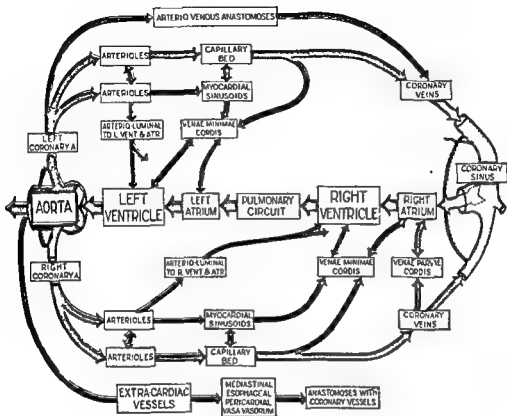 ARTERIO VENOUS ANASTOMOSES
ARTERIOLES
CAPILLARY
BED
ARTERIOLES
MYOCARDIAL
SINUSOIDS
CORONARY
VEINS
ARTERIO-LUMINAL
TO L. VENT & ATR.
VENAE MINIMAE
CORDIS
LEFT
CORONARY A.
CORONARY
SINUS
AORTA
LEFT
VENTRICLE
LEFT
ATRIUM
PULMONARY
CIRCUIT
RIGHT
VENTRICLE
RIGHT
ATRIUM
RIGHT
CORONARY A.
ARTERIO-LUMINAL
TO R. VENT & ATR
VENAE MINIMAE
CORDIS
VENAE PARVAE
CORDIS
ARTERIOLES
MYOCARDIAL
SINUSOIDS
CORONARY
VEINS
ARTERIOLES
CAPILLARY
BED
EXTRA-CARDIAC
VESSELS
MEDIASTINAL
ESOPHAGEAL
PERICARDIAL
VASA VASORUM
ANASTOMOSES WITH
CORONARY VESSELS